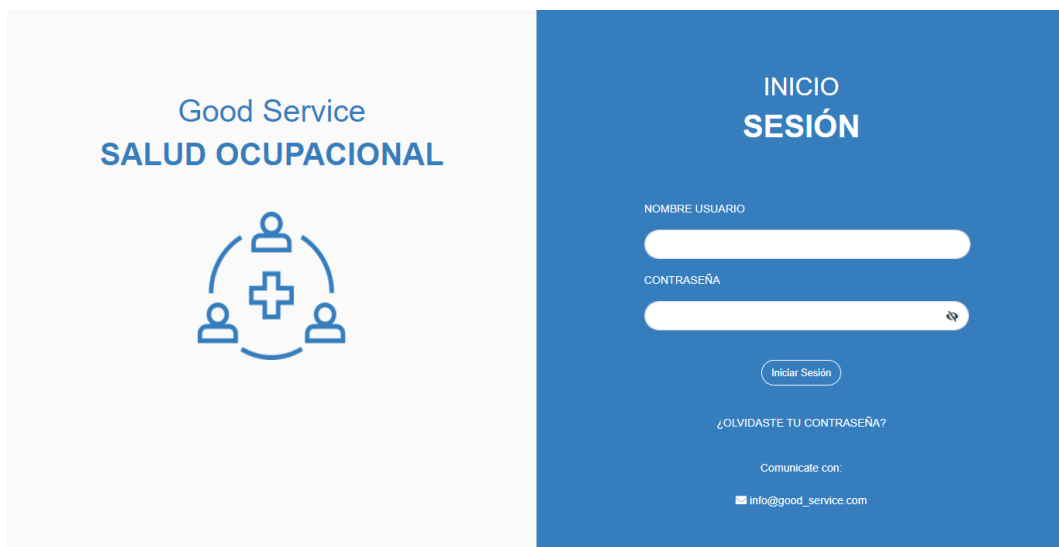 Good Service
SALUD OCUPACIONAL
INICIO
SESIÓN
NOMBRE USUARIO
CONTRASEÑA
Iniciar Sesión
¿OLVIDASTE TU CONTRASEÑA?
Comunicate con:
info@good_service.com